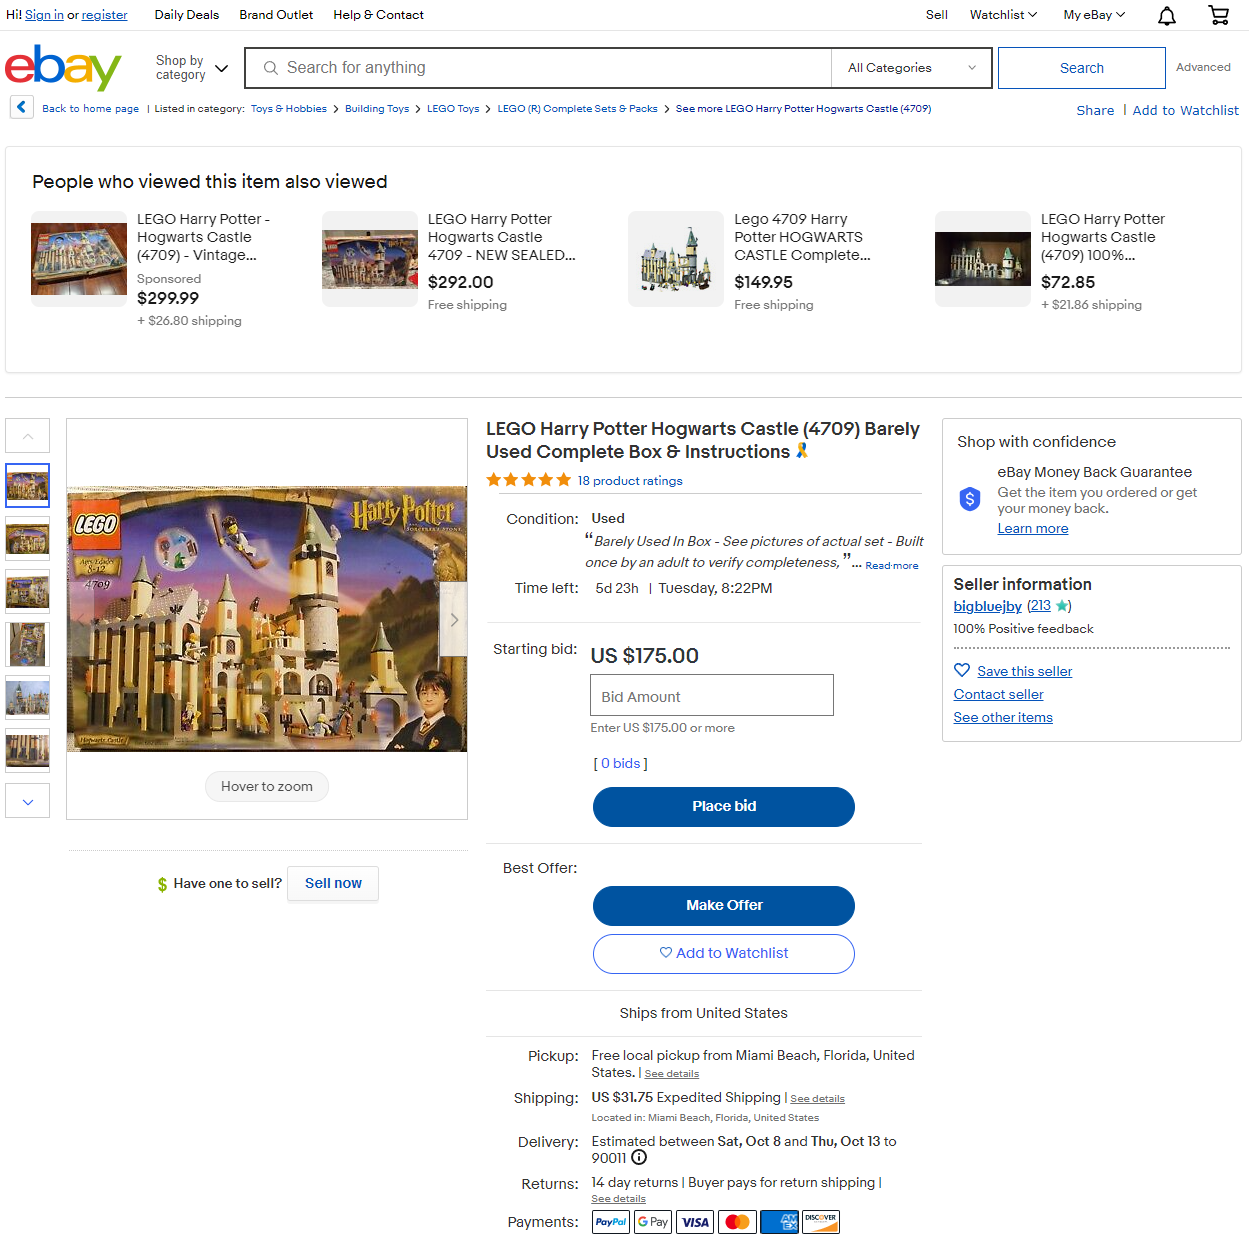 Hi! Sign in or register
Daily Deals
Brand Outlet
Help & Contact
Sell
Watchlist
My eBay
ebay
Shop by
category
Search for anything
All Categories
Search
Advanced
Back to home page | Listed in category: Toys & Hobbies > Building Toys > LEGO Toys > LEGO (R) Complete Sets & Packs > See more LEGO Harry Potter Hogwarts Castle (4709)
Share | Add to Watchlist
People who viewed this item also viewed
LEGO Harry Potter -
Hogwarts Castle
(4709) - Vintage...
Sponsored
$299.99
+ $26.80 shipping
LEGO Harry Potter
Hogwarts Castle
4709 - NEW SEALED...
$292.00
Free shipping
Lego 4709 Harry
Potter HOGWARTS
CASTLE Complete...
$149.95
Free shipping
LEGO Harry Potter
Hogwarts Castle
(4709) 100%...
$72.85
+ $21.86 shipping
LEGO
Harry Potter
Ages/Edades
8-12
4709
Hogwarts Castle
Hover to zoom
$ Have one to sell?
Sell now
LEGO Harry Potter Hogwarts Castle (4709) Barely
Used Complete Box & Instructions
18 product ratings
Condition: Used
“Barely Used In Box - See pictures of actual set - Built
once by an adult to verify completeness, ”... Read more
Time left: 5d 23h | Tuesday, 8:22PM
Starting bid: US $175.00
Bid Amount
Enter US $175.00 or more
[ 0 bids ]
Place bid
Best Offer:
Make Offer
Add to Watchlist
Ships from United States
Pickup: Free local pickup from Miami Beach, Florida, United
States. | See details
Shipping: US $31.75 Expedited Shipping | See details
Located in: Miami Beach, Florida, United States
Delivery: Estimated between Sat, Oct 8 and Thu, Oct 13 to
90011
Returns: 14 day returns | Buyer pays for return shipping |
See details
Payments: PayPal G Pay VISA AM EX DISCOVER
Shop with confidence
eBay Money Back Guarantee
Get the item you ordered or get
your money back.
Learn more
Seller information
bigbluejby (213)
100% Positive feedback
Save this seller
Contact seller
See other items